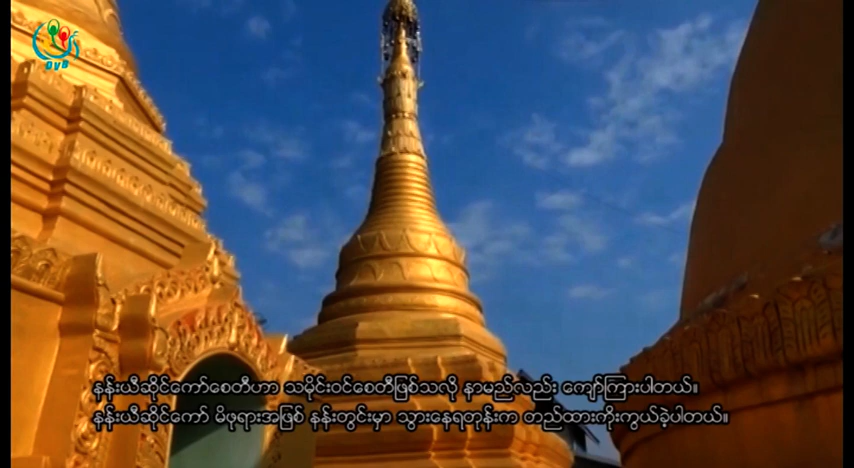 DVB
နန်းယီဆိုင်ကော်စေတီဟာ သမိုင်းဝင်စေတီဖြစ်သလို နာမည်လည်း ကျော်ကြားပါတယ်။
နန်းယီဆိုင်ကော် မိဖုရားအဖြစ် နန်းတွင်းမှာ သွားနေရတုန်းက တည်ထားကိုးကွယ်ခဲ့ပါတယ်။